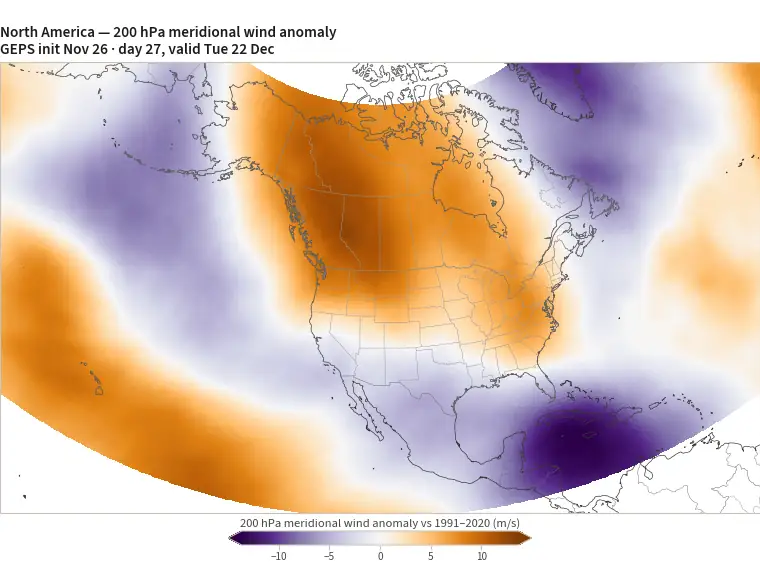 North America — 200 hPa meridional wind anomaly
GEPS init Nov 26 · day 27, valid Tue 22 Dec
200 hPa meridional wind anomaly vs 1991–2020 (m/s)
−10 −5 0 5 10